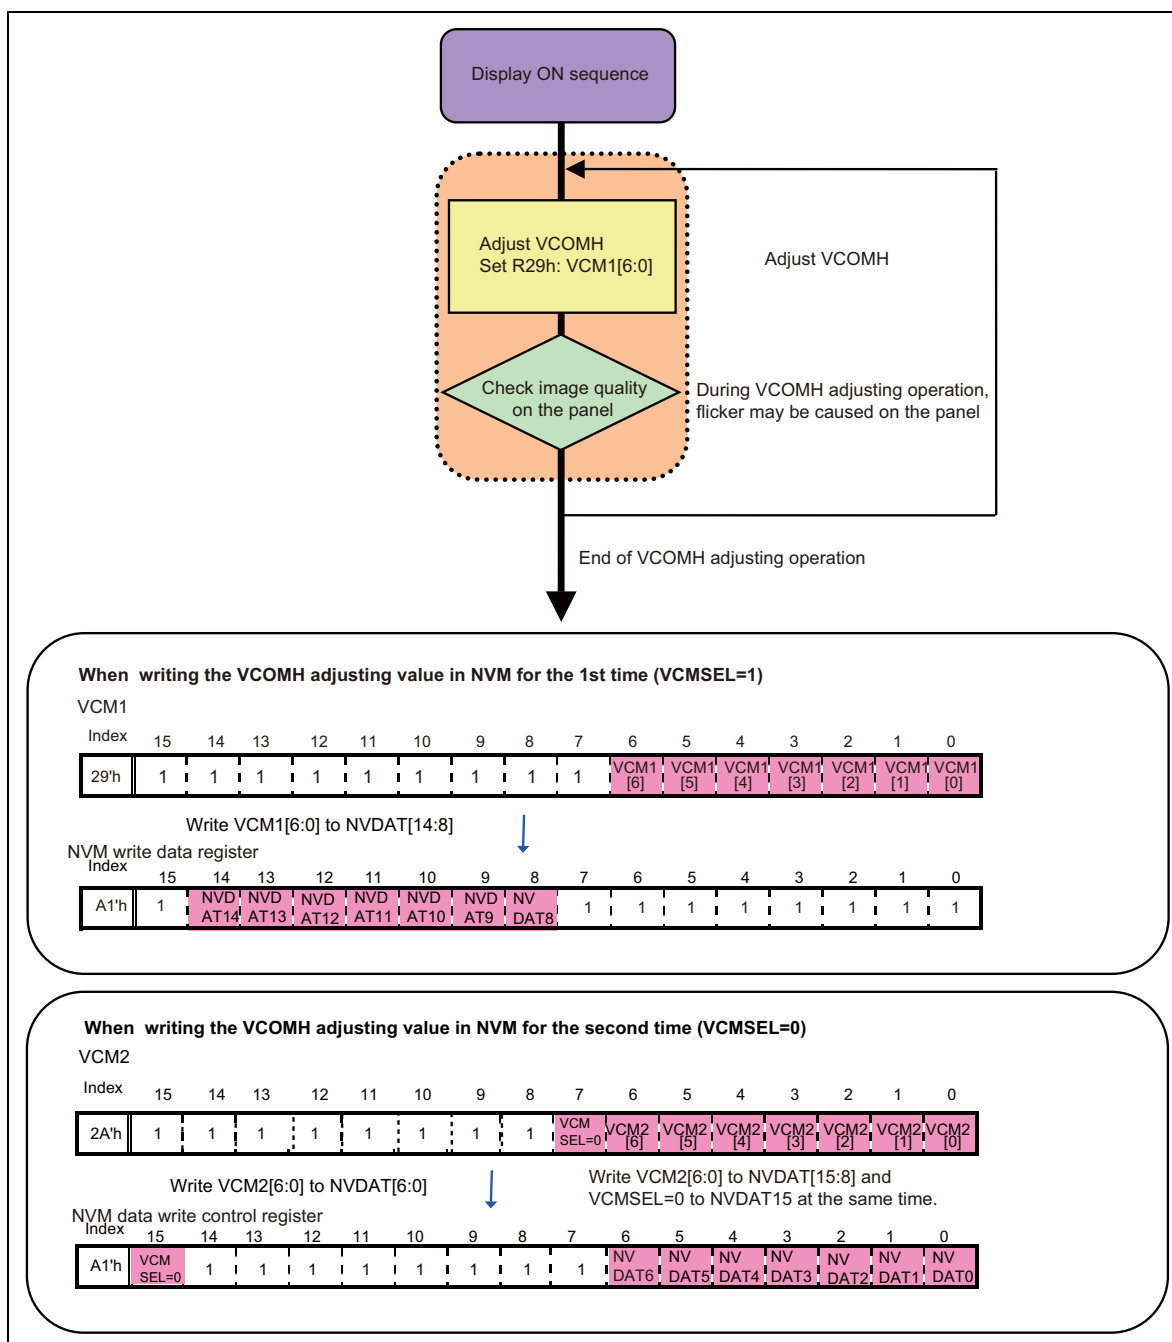 Display ON sequence
Adjust VCOMH
Set R29h: VCM1[6:0]
Adjust VCOMH
Check image quality
on the panel
During VCOMH adjusting operation,
flicker may be caused on the panel
End of VCOMH adjusting operation
When writing the VCOMH adjusting value in NVM for the 1st time (VCMSEL=1)
VCM1
Index 15 14 13 12 11 10 9 8 7 6 5 4 3 2 1 0
29'h 1 1 1 1 1 1 1 1 1 VCM1 [6] VCM1 [5] VCM1 [4] VCM1 [3] VCM1 [2] VCM1 [1] VCM1 [0]
Write VCM1[6:0] to NVDAT[14:8]
NVM write data register
Index 15 14 13 12 11 10 9 8 7 6 5 4 3 2 1 0
A1'h 1 NVD AT14 NVD AT13 NVD AT12 NVD AT11 NVD AT10 NVD AT9 NV DAT8 1 1 1 1 1 1 1 1
When writing the VCOMH adjusting value in NVM for the second time (VCMSEL=0)
VCM2
Index 15 14 13 12 11 10 9 8 7 6 5 4 3 2 1 0
2A'h 1 1 1 1 1 1 1 1 VCM SEL=0 VCM2 [6] VCM2 [5] VCM2 [4] VCM2 [3] VCM2 [2] VCM2 [1] VCM2 [0]
Write VCM2[6:0] to NVDAT[6:0]
Write VCM2[6:0] to NVDAT[15:8] and
VCMSEL=0 to NVDAT15 at the same time.
NVM data write control register
Index 15 14 13 12 11 10 9 8 7 6 5 4 3 2 1 0
A1'h VCM SEL=0 1 1 1 1 1 1 1 1 NV DAT6 NV DAT5 NV DAT4 NV DAT3 NV DAT2 NV DAT1 NV DAT0